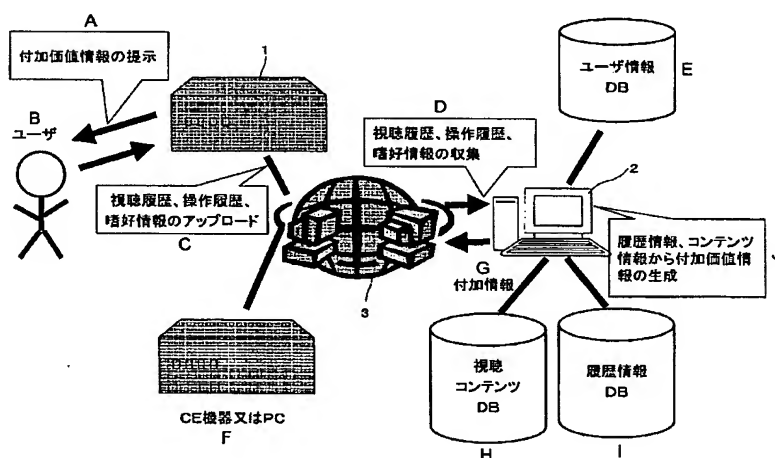 A
付加価値情報の提示
1
B
ユーザ
視聴履歴、操作履歴、
嗜好情報のアップロード
C
D
視聴履歴、操作履歴、
嗜好情報の収集
ユーザ情報
DB
E
2
3
G
付加情報
履歴情報、コンテンツ
情報から付加価値情
報の生成
J
CE機器又はPC
F
視聴
コンテンツ
DB
H
履歴情報
DB
I